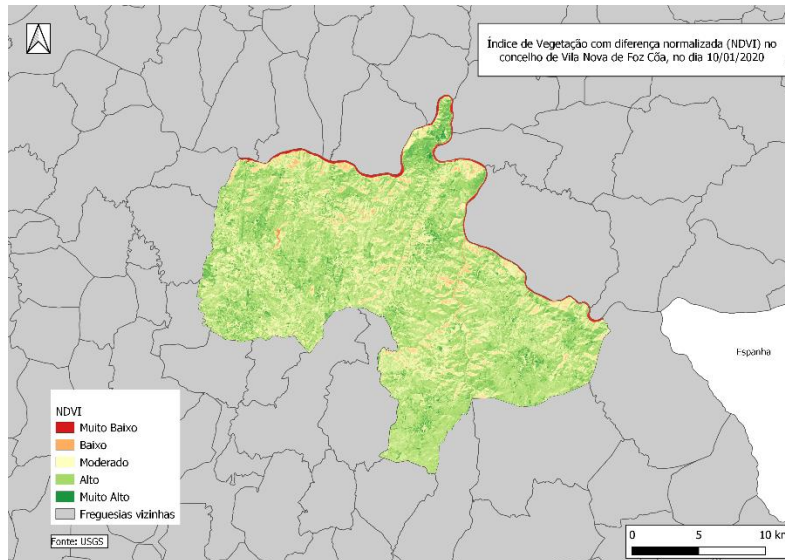 Índice de Vegetação com diferença normalizada (NDVI) no
concelho de Vila Nova de Foz Côa, no dia 10/01/2020
Espanha
NDVI
Muito Baixo
Baixo
Moderado
Alto
Muito Alto
Freguesias vizinhas
Fonte: USGS
0 5 10 km